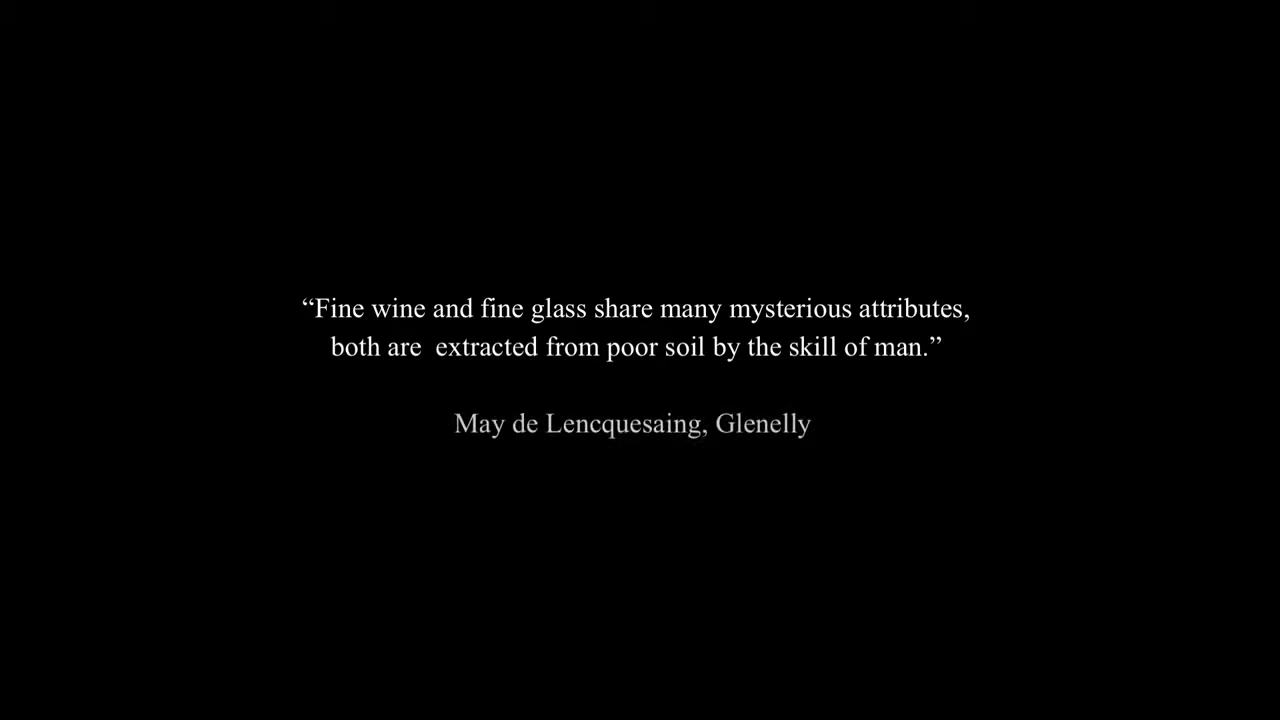 “Fine wine and fine glass share many mysterious attributes,
both are  extracted from poor soil by the skill of man.”
May de Lencquesaing, Glenelly